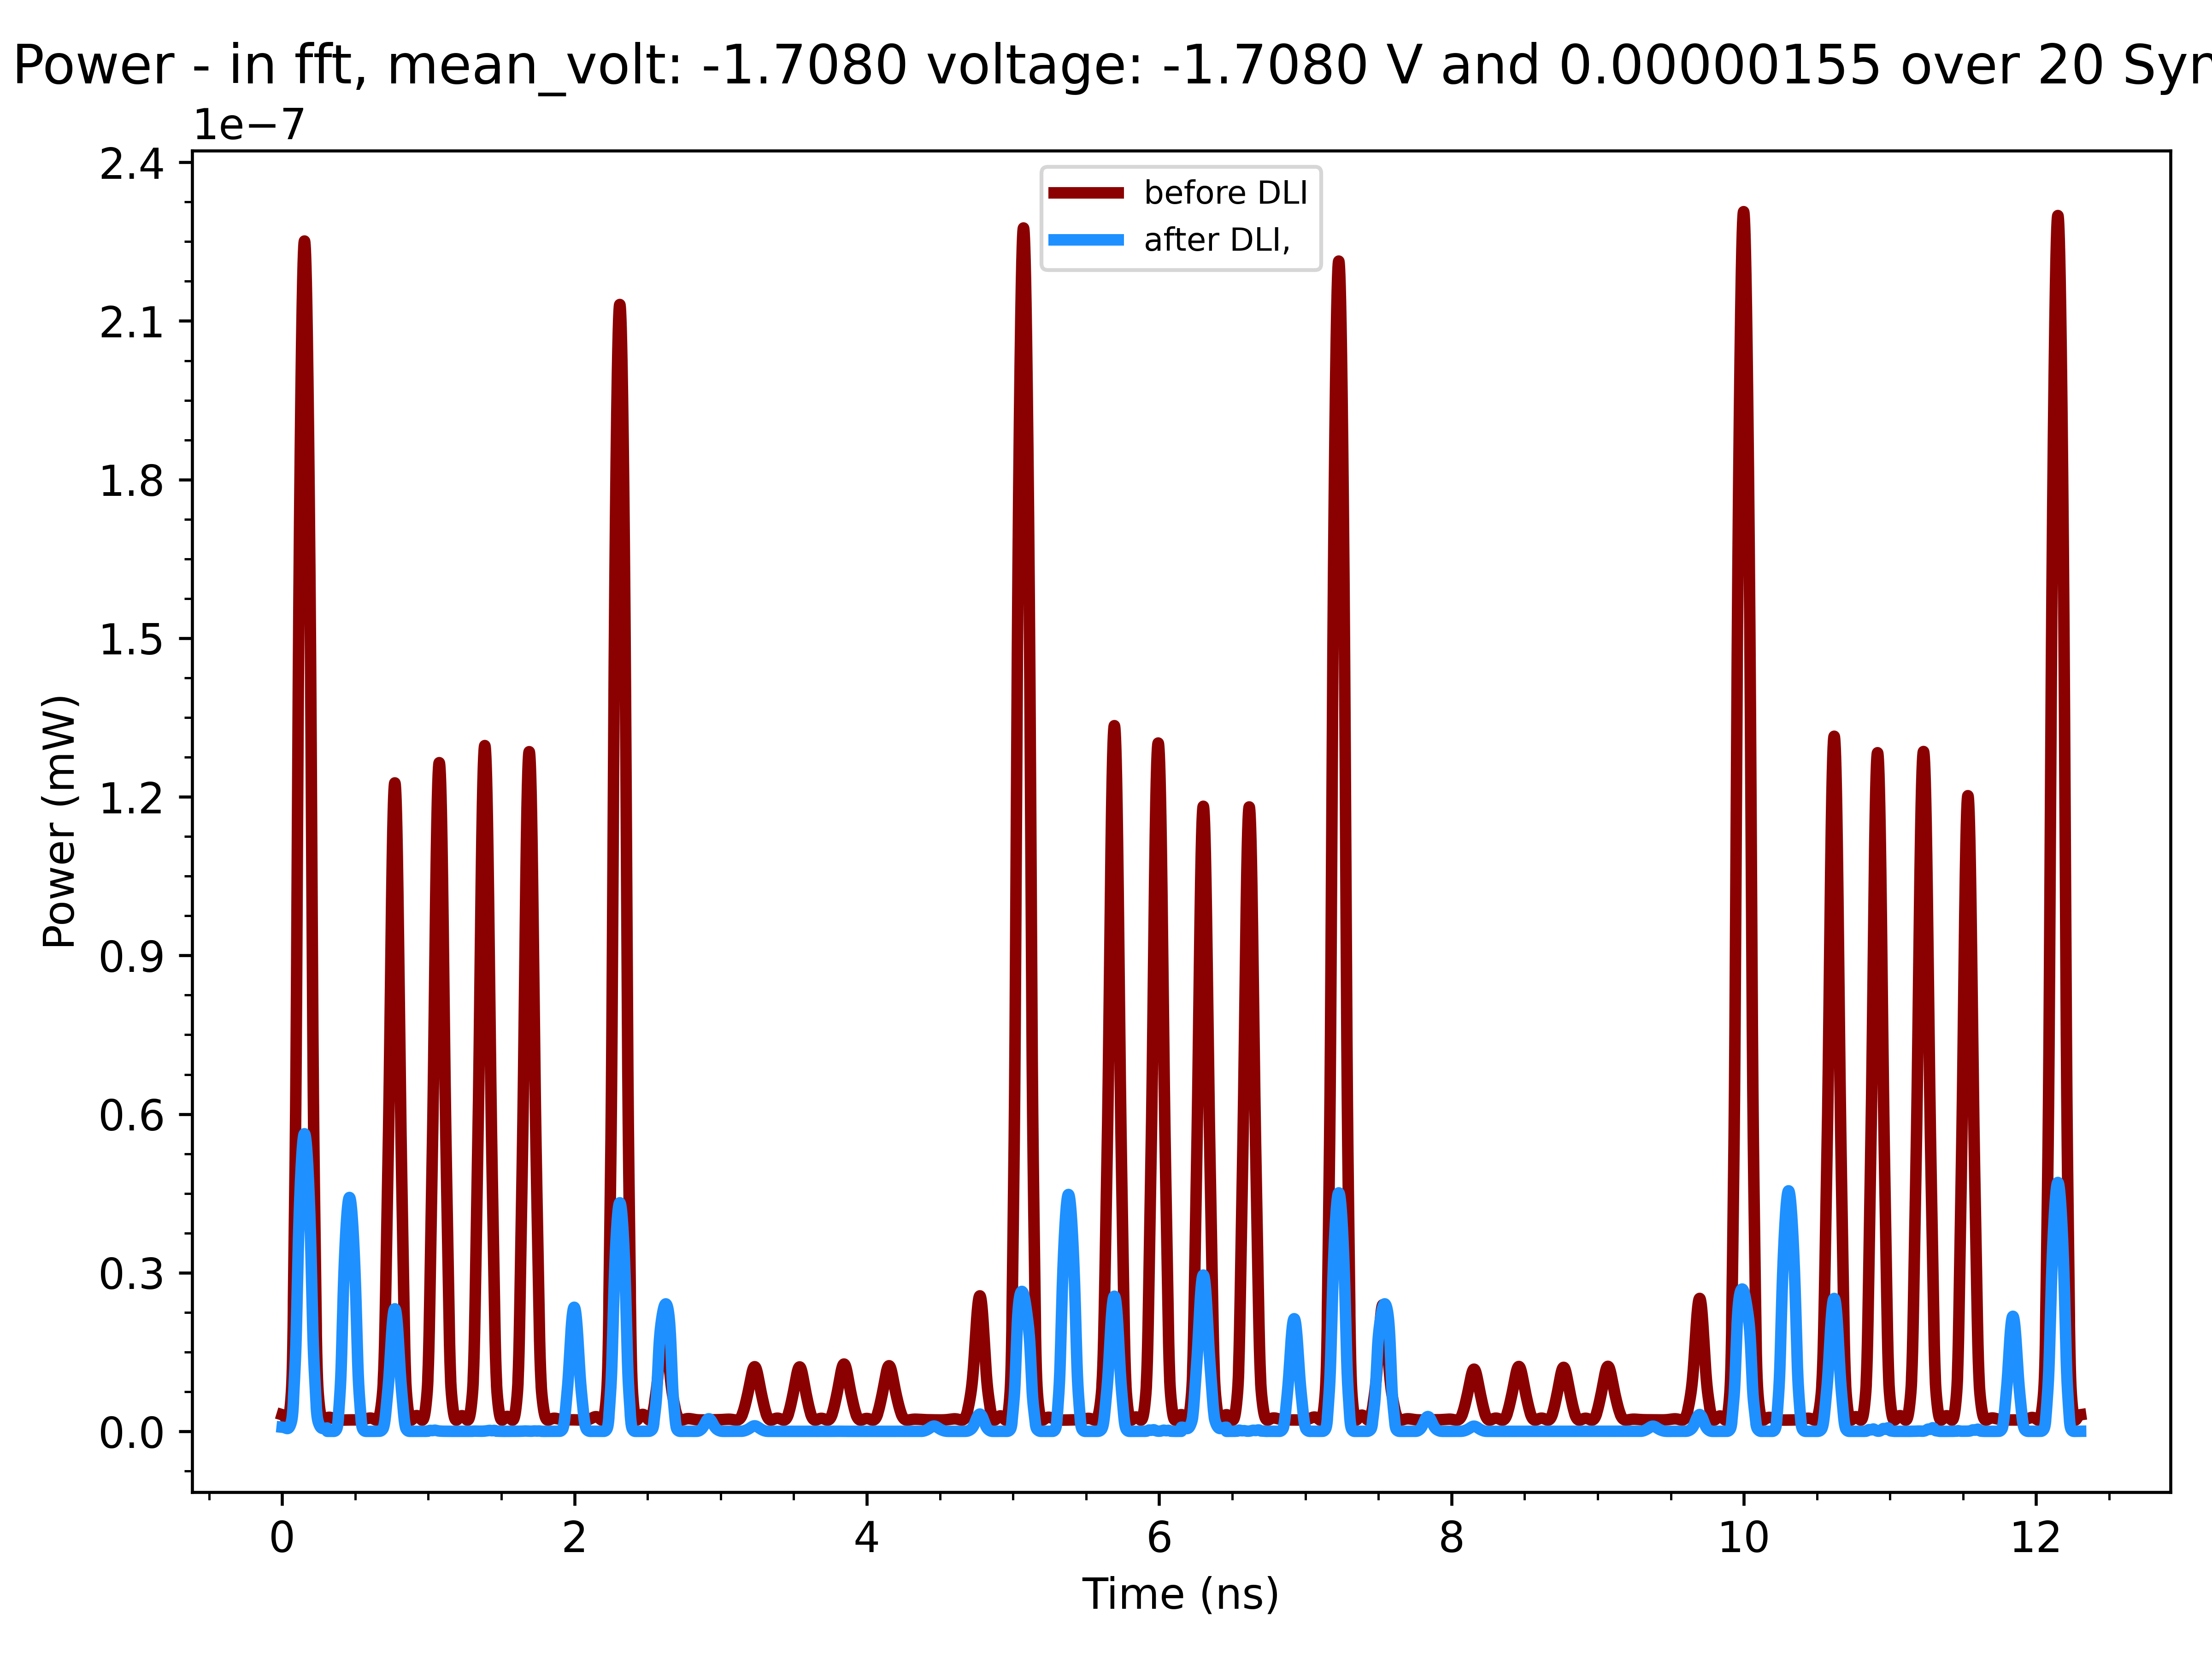 Power - in fft, mean_volt: -1.7080 voltage: -1.7080 V and 0.00000155 over 20
1e−7
before DLI
after DLI,
2.4
2.1
1.8
1.5
1.2
0.9
0.6
0.3
0.0
Power (mW)
0 2 4 6 8 10 12
Time (ns)